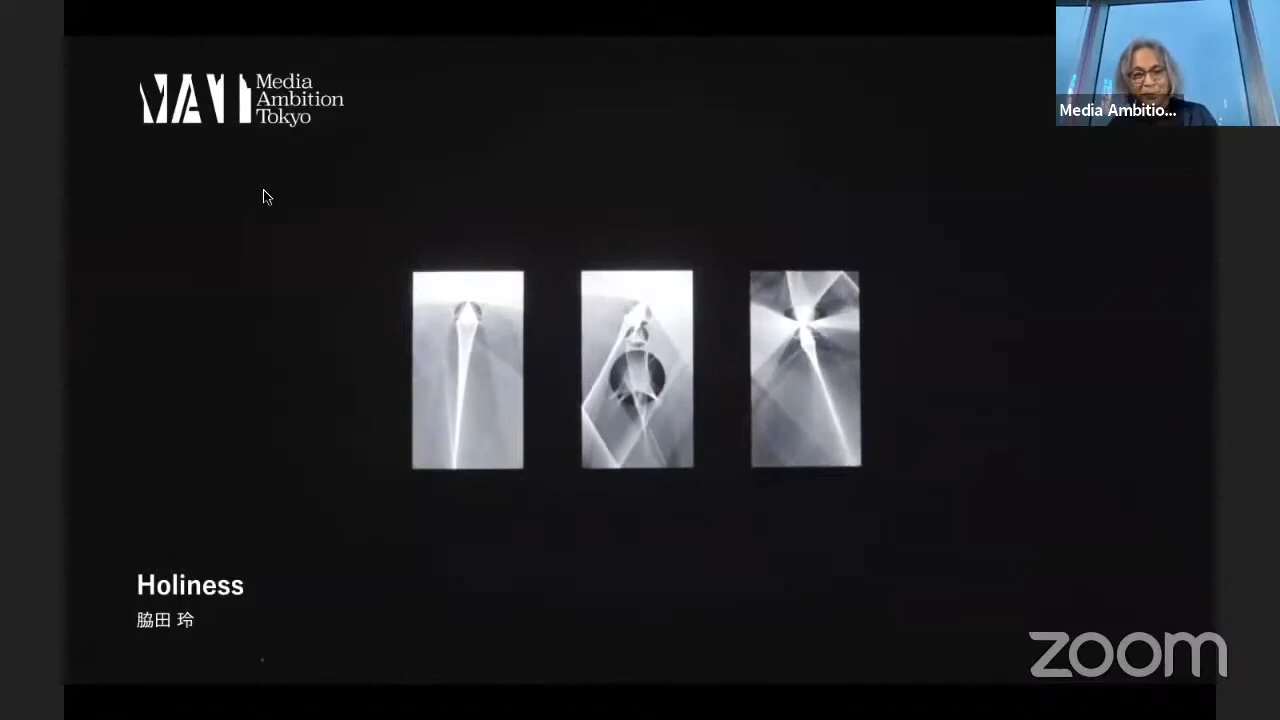 MAT
Media
Ambition
Tokyo
Media Ambitio...
Holiness
脇田 玲
zoom